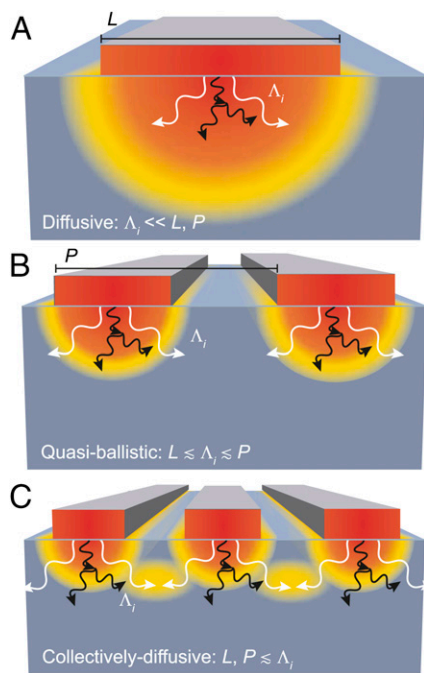 A
L
Λi
Diffusive: Λi << L, P
B
P
Λi
Quasi-ballistic: L ≲ Λi ≲ P
C
Λi
Collectively-diffusive: L, P ≲ Λi